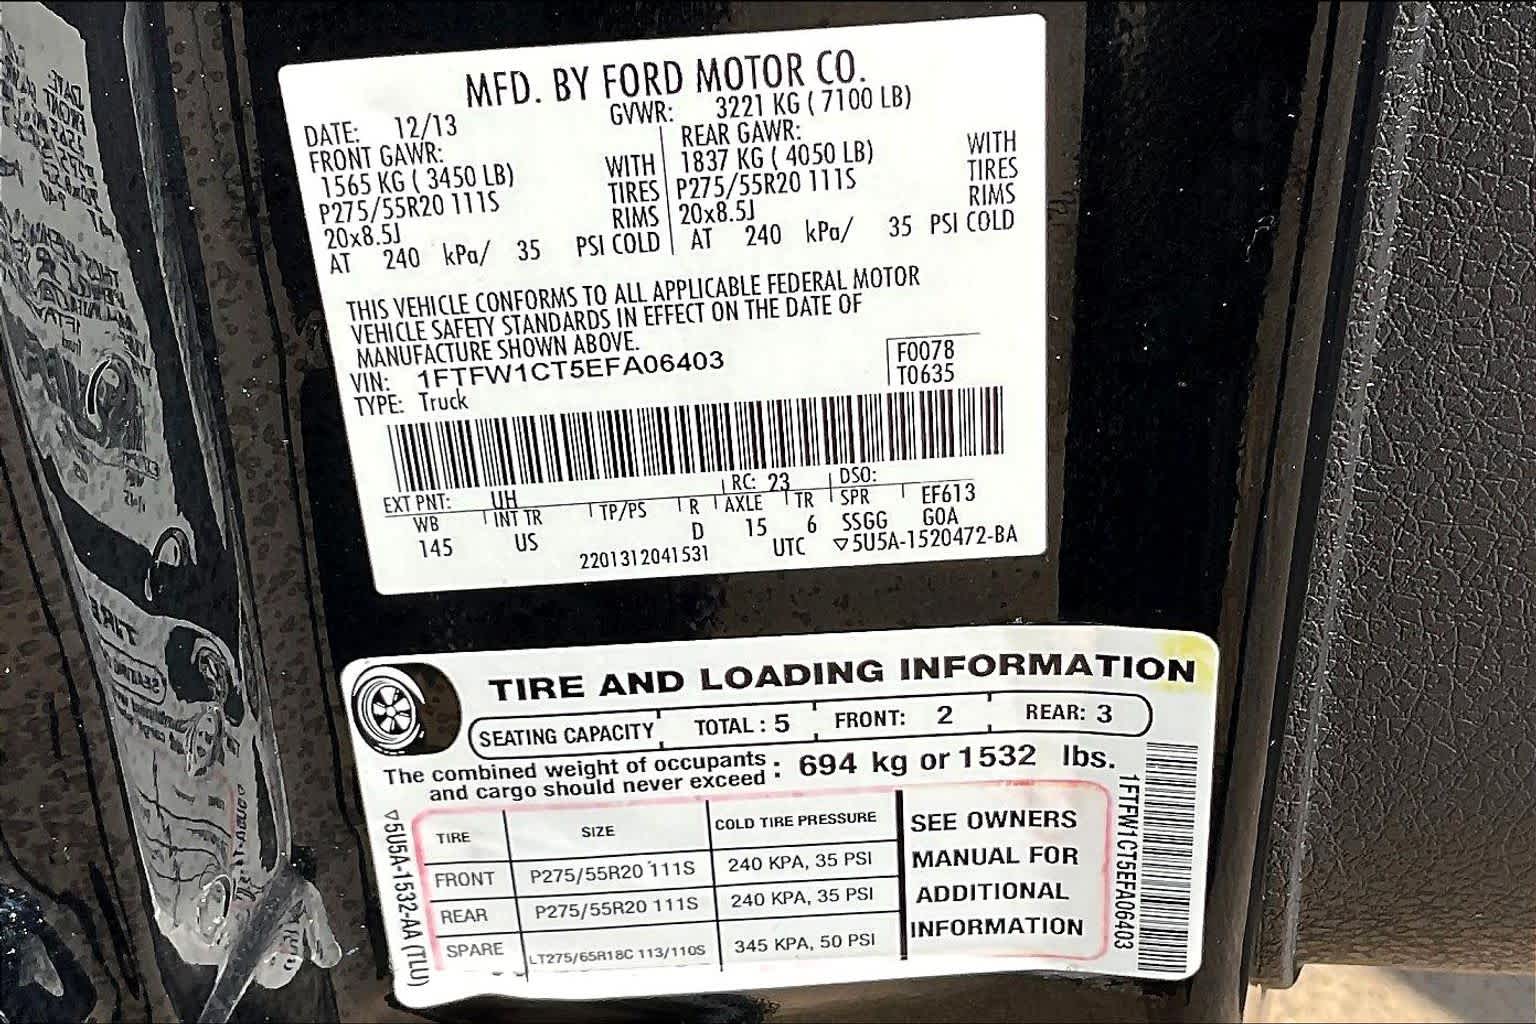 MFD. BY FORD MOTOR CO.
DATE: 12/13 GVWR: 3221 KG ( 7100 LB)
FRONT GAWR:
1565 KG ( 3450 LB) WITH
P275/55R20 111S TIRES
20x8.5J RIMS
AT 240 kPa/ 35 PSI COLD
REAR GAWR:
1837 KG ( 4050 LB) WITH
P275/55R20 111S TIRES
20x8.5J RIMS
AT 240 kPa/ 35 PSI COLD
THIS VEHICLE CONFORMS TO ALL APPLICABLE FEDERAL MOTOR
VEHICLE SAFETY STANDARDS IN EFFECT ON THE DATE OF
MANUFACTURE SHOWN ABOVE.
VIN: 1FTFW1CT5EFA06403
TYPE: Truck
F0078
T0635
EXT PNT: UH RC: 23 DSO:
WB INT TR TP/PS R AXLE TR SPR EF613
145 US D 15 6 SSGG GOA
2201312041531 UTC ▽5U5A-1520472-BA
TIRE AND LOADING INFORMATION
SEATING CAPACITY TOTAL : 5 FRONT: 2 REAR: 3
The combined weight of occupants
and cargo should never exceed : 694 kg or 1532 lbs.
TIRE SIZE COLD TIRE PRESSURE
FRONT P275/55R20 111S 240 KPA, 35 PSI
REAR P275/55R20 111S 240 KPA, 35 PSI
SPARE LT275/65R18C 113/110S 345 KPA, 50 PSI
SEE OWNERS
MANUAL FOR
ADDITIONAL
INFORMATION
▽5U5A-1532-AA (TLU)
1FTFW1CT5EFA06403